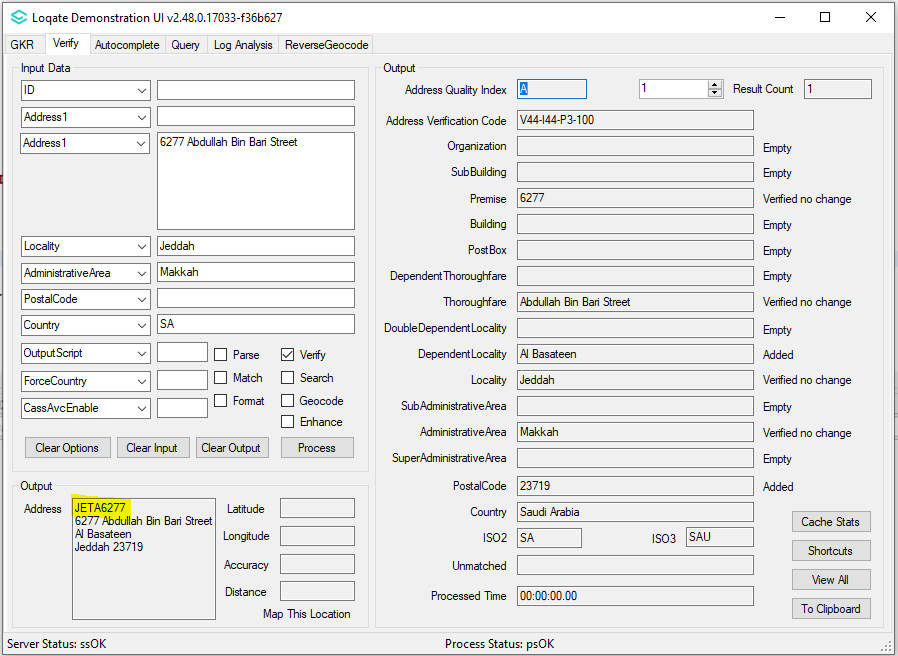 Loqate Demonstration UI v2.48.0.17033-f36b627
GKR Verify Autocomplete Query Log Analysis ReverseGeocode
Input Data
ID
Address1
Address1 6277 Abdullah Bin Bari Street
Locality Jeddah
AdministrativeArea Makkah
PostalCode
Country SA
OutputScript Parse Verify
ForceCountry Match Search
CassAvcEnable Format Geocode
Enhance
Clear Options Clear Input Clear Output Process
Output
Address JETA6277
6277 Abdullah Bin Bari Street
Al Basateen
Jeddah 23719
Latitude
Longitude
Accuracy
Distance
Map This Location
Output
Address Quality Index A 1 Result Count 1
Address Verification Code V44-I44-P3-100
Organization Empty
SubBuilding Empty
Premise 6277 Verified no change
Building Empty
PostBox Empty
DependentThoroughfare Empty
Thoroughfare Abdullah Bin Bari Street Verified no change
DoubleDependentLocality Empty
DependentLocality Al Basateen Added
Locality Jeddah Verified no change
SubAdministrativeArea Empty
AdministrativeArea Makkah Verified no change
SuperAdministrativeArea Empty
PostalCode 23719 Added
Country Saudi Arabia
ISO2 SA ISO3 SAU
Unmatched
Processed Time 00:00:00.00
Cache Stats
Shortcuts
View All
To Clipboard
Server Status: ssOK Process Status: psOK